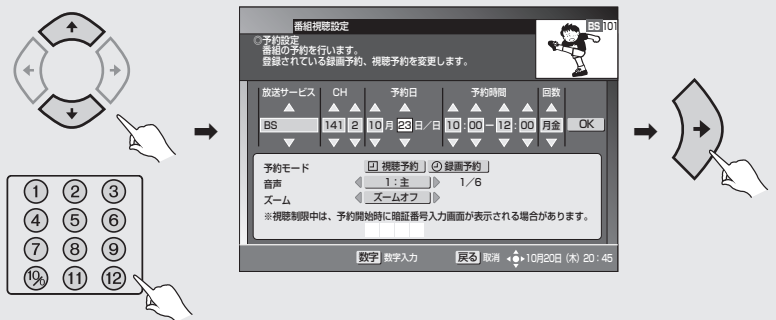 番組視聴設定
BS 101
◎予約設定
番組の予約を行います。
登録されている録画予約、視聴予約を変更します。
放送サービス CH 予約日 予約時間 回数
BS 141 2 10月 23日/日 10:00－12:00 月金 OK
予約モード 視聴予約 録画予約
音声 1:主 1/6
ズーム ズームオフ
※視聴制限中は、予約開始時に暗証番号入力画面が表示される場合があります。
数字 数字入力 戻る 取消 10月20日 (木) 20:45
1 2 3
4 5 6
7 8 9
10/0 11 12